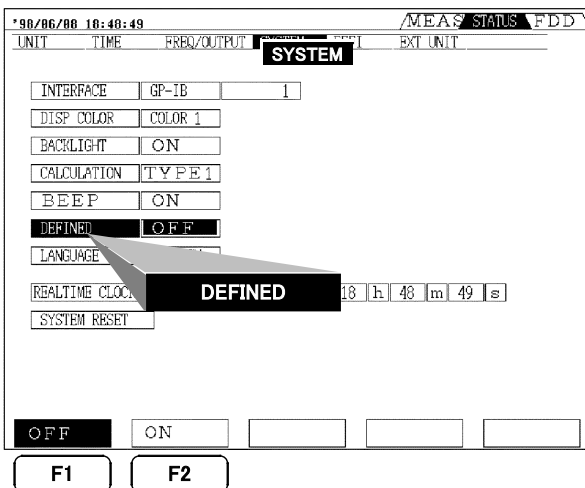 '98/06/08 18:48:49 MEAS STATUS FDD
UNIT TIME FREQ/OUTPUT EXT UNIT
SYSTEM
INTERFACE GP-IB 1
DISP COLOR COLOR 1
BACKLIGHT ON
CALCULATION TYPE1
BEEP ON
DEFINED OFF
LANGUAGE
REALTIME CLOCK 18 h 48 m 49 s
DEFINED
SYSTEM RESET
OFF ON
F1 F2